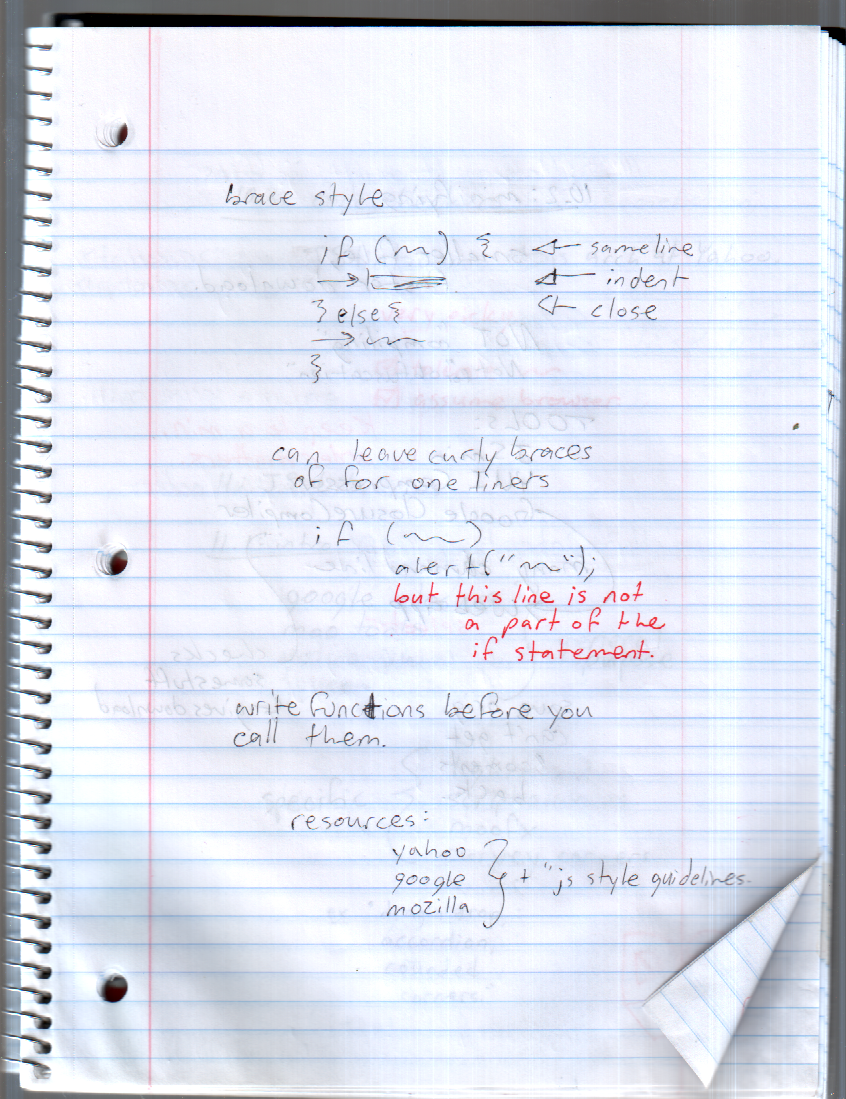 brace style
if ( ) { sameline
indent
} else { close
}
can leave curly braces
of for one liners
if ( )
alert(" ");
but this line is not
a part of the
if statement.
write functions before you
call them.
resources:
yahoo
google } + "js style guidelines.
mozilla